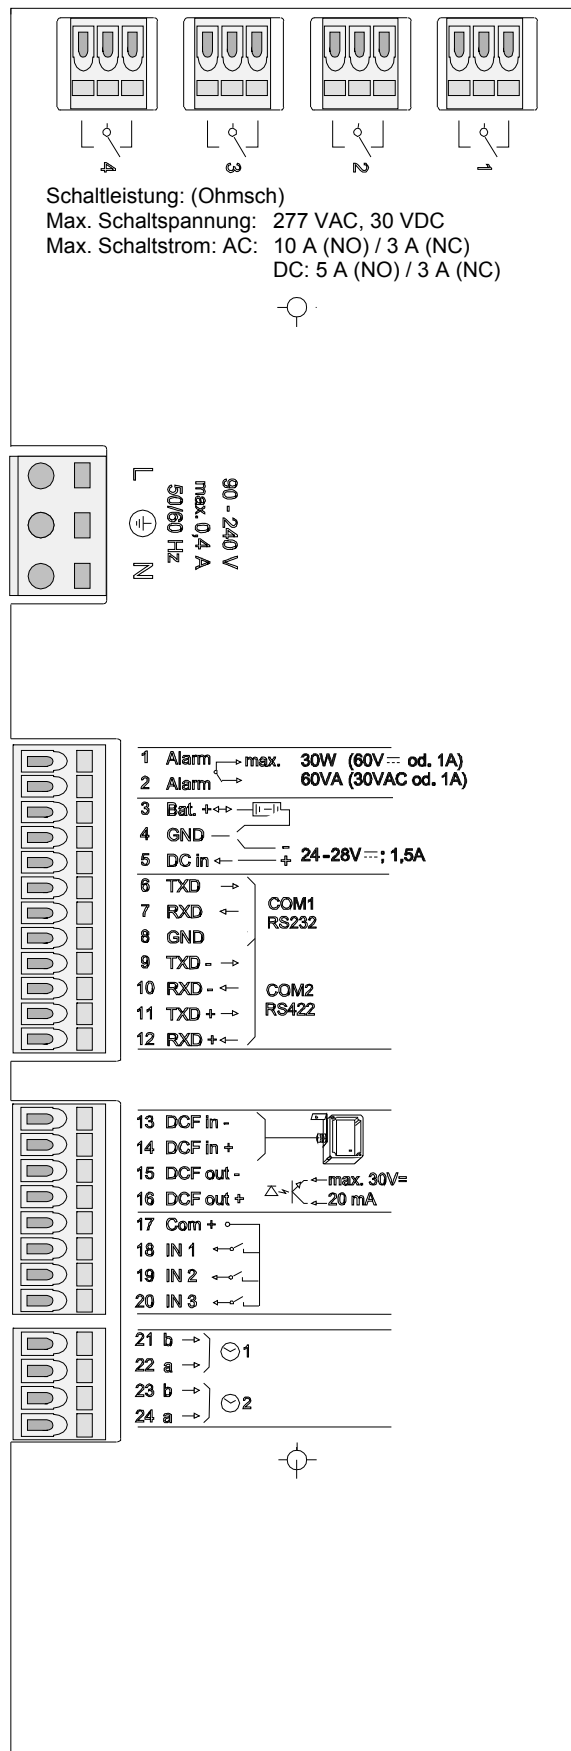 4 3 2 1
Schaltleistung: (Ohmsch)
Max. Schaltspannung: 277 VAC, 30 VDC
Max. Schaltstrom: AC: 10 A (NO) / 3 A (NC)
DC: 5 A (NO) / 3 A (NC)
L N
90 - 240 V
max. 0,4 A
50/60 Hz
1 Alarm max. 30W (60V⎓ od. 1A)
2 Alarm 60VA (30VAC od. 1A)
3 Bat. +
4 GND -
5 DC in + 24-28V⎓; 1,5A
6 TXD
7 RXD
8 GND
COM1
RS232
9 TXD -
10 RXD -
11 TXD +
12 RXD +
COM2
RS422
13 DCF in -
14 DCF in +
15 DCF out - max. 30V=
16 DCF out + 20 mA
17 Com +
18 IN 1
19 IN 2
20 IN 3
21 b 1
22 a
23 b 2
24 a